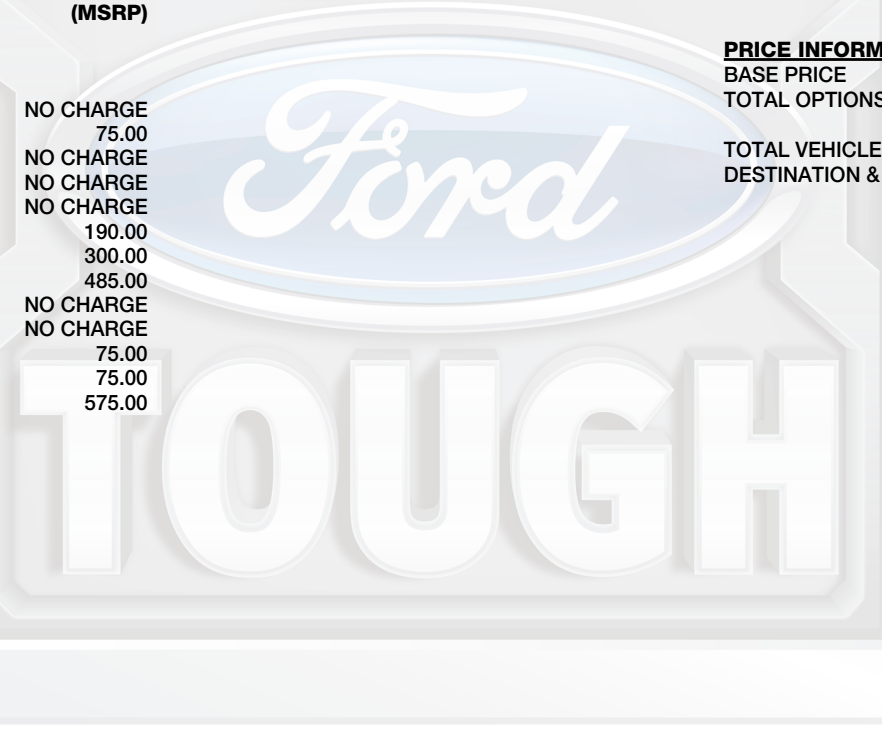 (MSRP)
NO CHARGE
75.00
NO CHARGE
NO CHARGE
NO CHARGE
190.00
300.00
485.00
NO CHARGE
NO CHARGE
75.00
75.00
575.00
PRICE INFORM
BASE PRICE
TOTAL OPTIONS
TOTAL VEHICLE
DESTINATION &
Ford
TOUGH